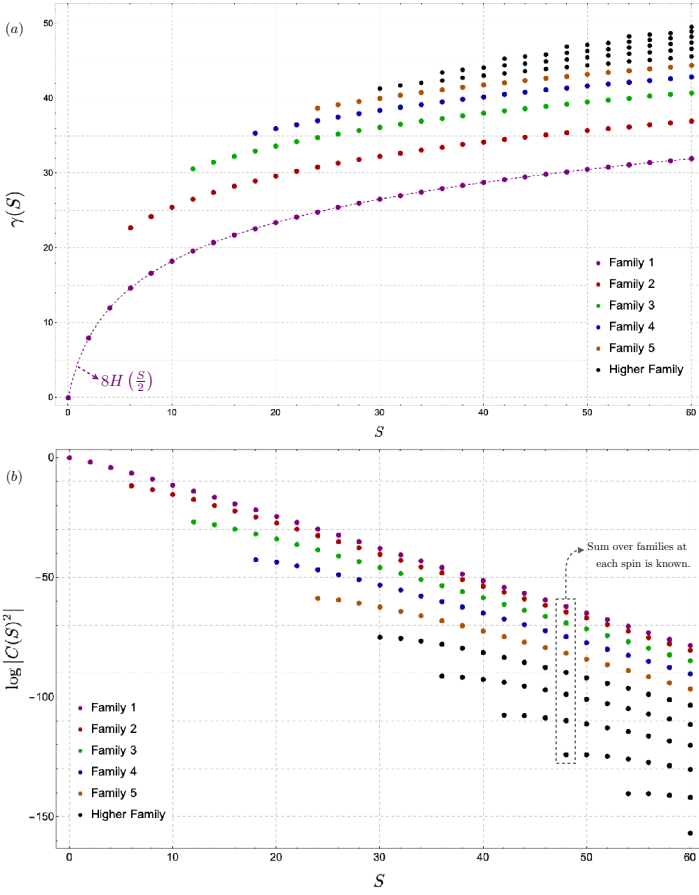 (a)
50
40
30
20
10
0
γ(S)
8H (S/2)
Family 1
Family 2
Family 3
Family 4
Family 5
Higher Family
0 10 20 30 40 50 60
S
(b)
0
-50
-100
-150
log|C(S)²|
Sum over families at
each spin is known.
Family 1
Family 2
Family 3
Family 4
Family 5
Higher Family
0 10 20 30 40 50 60
S